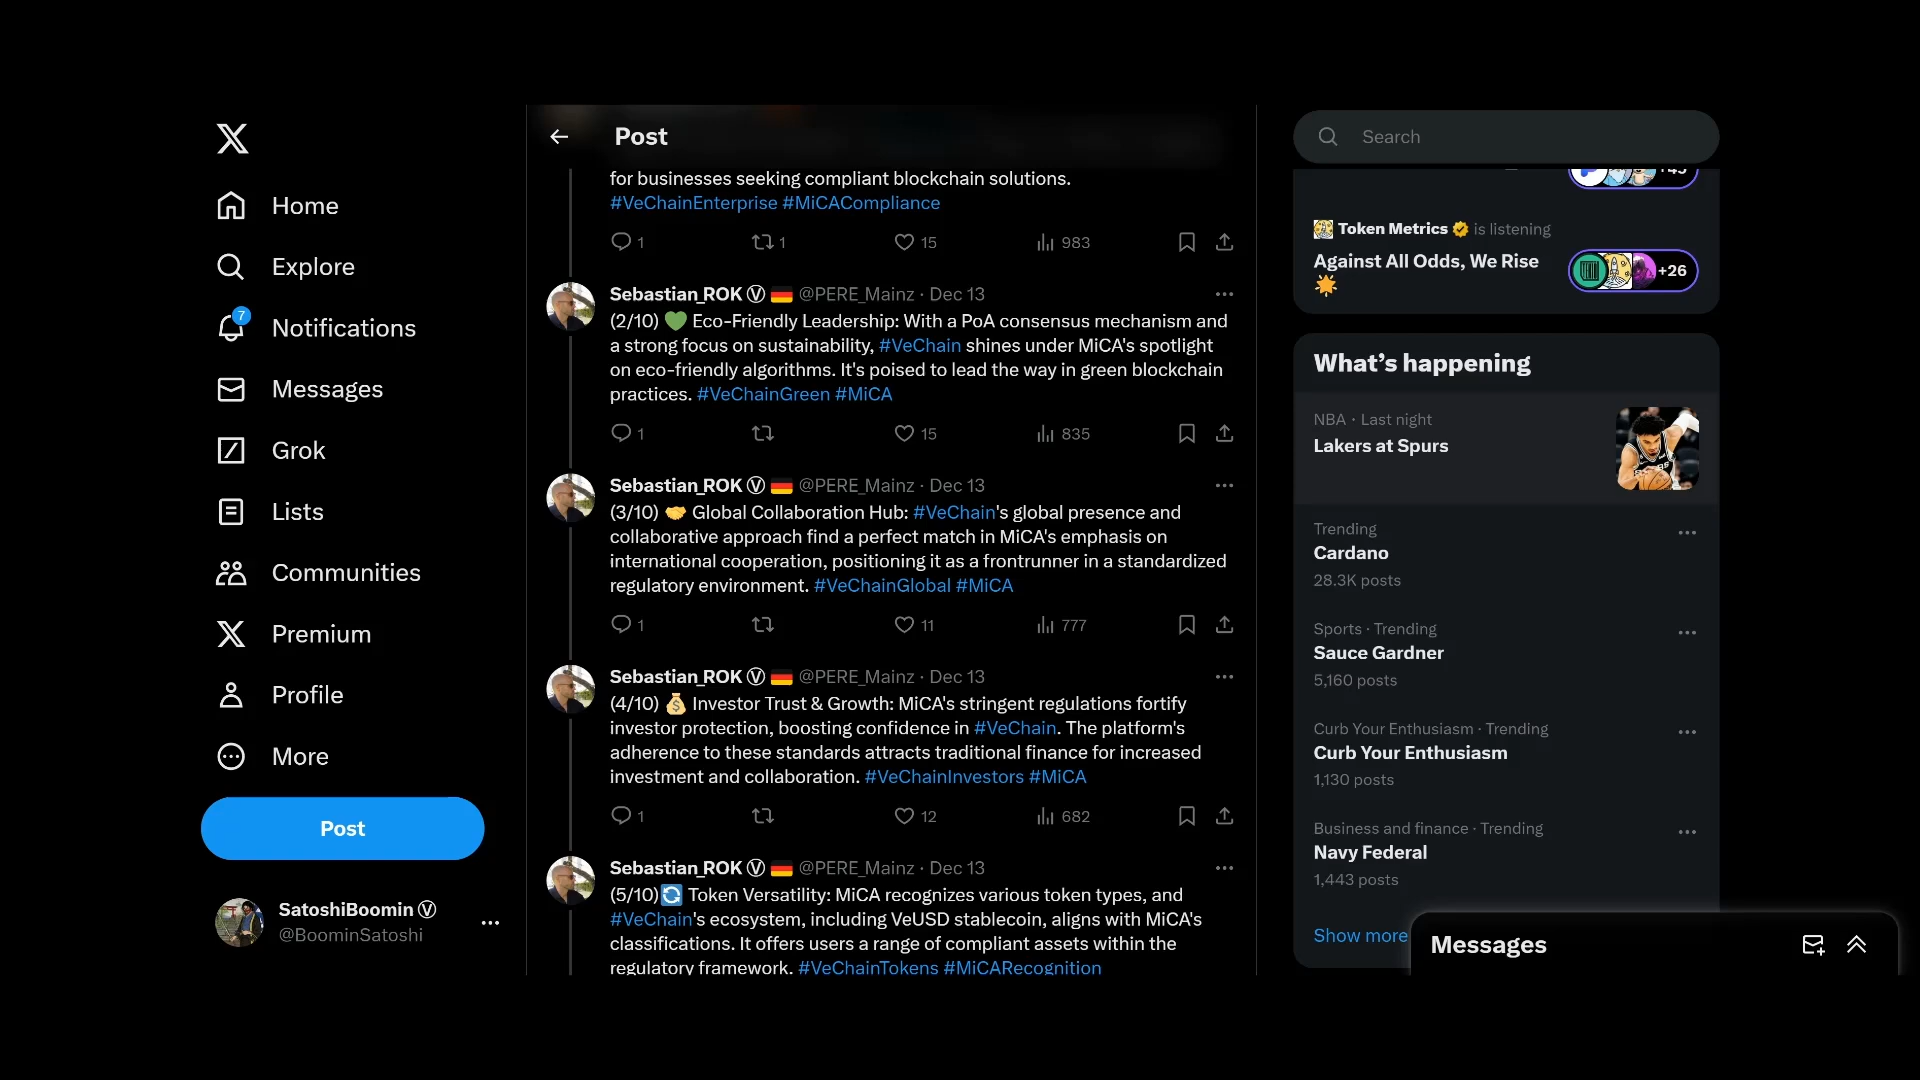 Home
Explore
7
Notifications
Messages
Grok
Lists
Communities
Premium
Profile
More
Post
SatoshiBoomin Ⓥ
@BoominSatoshi
Post
for businesses seeking compliant blockchain solutions.
#VeChainEnterprise #MiCACompliance
1 1 15 983
Sebastian_ROK Ⓥ 🇩🇪 @PERE_Mainz · Dec 13
(2/10) 💚 Eco-Friendly Leadership: With a PoA consensus mechanism and
a strong focus on sustainability, #VeChain shines under MiCA's spotlight
on eco-friendly algorithms. It's poised to lead the way in green blockchain
practices. #VeChainGreen #MiCA
1 15 835
Sebastian_ROK Ⓥ 🇩🇪 @PERE_Mainz · Dec 13
(3/10) 🤝 Global Collaboration Hub: #VeChain's global presence and
collaborative approach find a perfect match in MiCA's emphasis on
international cooperation, positioning it as a frontrunner in a standardized
regulatory environment. #VeChainGlobal #MiCA
1 11 777
Sebastian_ROK Ⓥ 🇩🇪 @PERE_Mainz · Dec 13
(4/10) 💰 Investor Trust & Growth: MiCA's stringent regulations fortify
investor protection, boosting confidence in #VeChain. The platform's
adherence to these standards attracts traditional finance for increased
investment and collaboration. #VeChainInvestors #MiCA
1 12 682
Sebastian_ROK Ⓥ 🇩🇪 @PERE_Mainz · Dec 13
(5/10)🔄 Token Versatility: MiCA recognizes various token types, and
#VeChain's ecosystem, including VeUSD stablecoin, aligns with MiCA's
classifications. It offers users a range of compliant assets within the
regulatory framework. #VeChainTokens #MiCARecognition
Search
Token Metrics is listening
Against All Odds, We Rise
🌟
+26
What's happening
NBA · Last night
Lakers at Spurs
Trending
Cardano
28.3K posts
Sports · Trending
Sauce Gardner
5,160 posts
Curb Your Enthusiasm · Trending
Curb Your Enthusiasm
1,130 posts
Business and finance · Trending
Navy Federal
1,443 posts
Show more
Messages